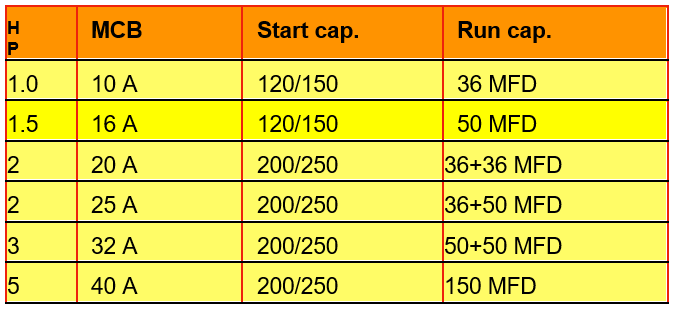 HP MCB Start cap. Run cap.
1.0 10 A 120/150 36 MFD
1.5 16 A 120/150 50 MFD
2 20 A 200/250 36+36 MFD
2 25 A 200/250 36+50 MFD
3 32 A 200/250 50+50 MFD
5 40 A 200/250 150 MFD